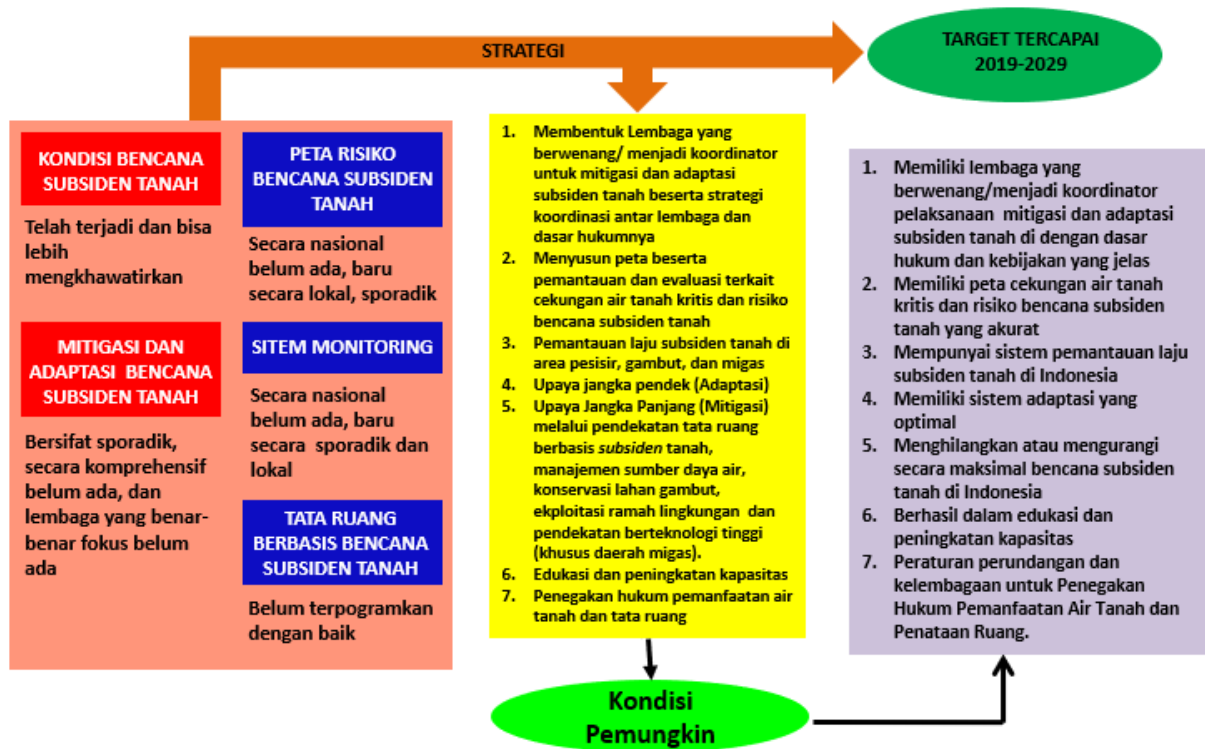 STRATEGI
TARGET TERCAPAI
2019-2029
KONDISI BENCANA
SUBSIDEN TANAH
Telah terjadi dan bisa
lebih
mengkhawatirkan
MITIGASI DAN
ADAPTASI BENCANA
SUBSIDEN TANAH
Bersifat sporadik,
secara komprehensif
belum ada, dan
lembaga yang benar-
benar fokus belum
ada
PETA RISIKO
BENCANA SUBSIDEN
TANAH
Secara nasional
belum ada, baru
secara lokal, sporadik
SITEM MONITORING
Secara nasional
belum ada, baru
secara sporadik dan
lokal
TATA RUANG
BERBASIS BENCANA
SUBSIDEN TANAH
Belum terpogramkan
dengan baik
1. Membentuk Lembaga yang
berwenang/ menjadi koordinator
untuk mitigasi dan adaptasi
subsiden tanah beserta strategi
koordinasi antar lembaga dan
dasar hukumnya
2. Menyusun peta beserta
pemantauan dan evaluasi terkait
cekungan air tanah kritis dan risiko
bencana subsiden tanah
3. Pemantauan laju subsiden tanah di
area pesisir, gambut, dan migas
4. Upaya jangka pendek (Adaptasi)
5. Upaya Jangka Panjang (Mitigasi)
melalui pendekatan tata ruang
berbasis subsiden tanah,
manajemen sumber daya air,
konservasi lahan gambut,
ekploitasi ramah lingkungan dan
pendekatan berteknologi tinggi
(khusus daerah migas).
6. Edukasi dan peningkatan kapasitas
7. Penegakan hukum pemanfaatan air
tanah dan tata ruang
Kondisi
Pemungkin
1. Memiliki lembaga yang
berwenang/menjadi koordinator
pelaksanaan mitigasi dan adaptasi
subsiden tanah di dengan dasar
hukum dan kebijakan yang jelas
2. Memiliki peta cekungan air tanah
kritis dan risiko bencana subsiden
tanah yang akurat
3. Mempunyai sistem pemantauan laju
subsiden tanah di Indonesia
4. Memiliki sistem adaptasi yang
optimal
5. Menghilangkan atau mengurangi
secara maksimal bencana subsiden
tanah di Indonesia
6. Berhasil dalam edukasi dan
peningkatan kapasitas
7. Peraturan perundangan dan
kelembagaan untuk Penegakan
Hukum Pemanfaatan Air Tanah dan
Penataan Ruang.